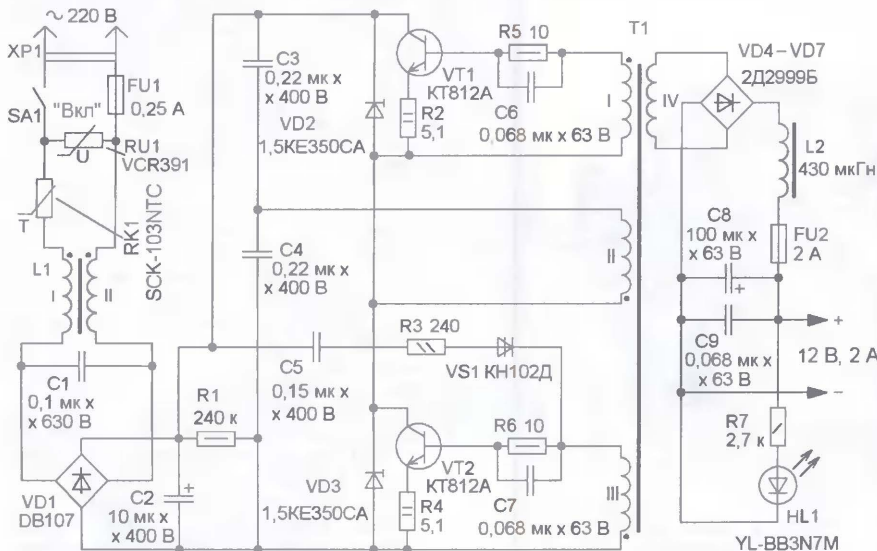 ~ 220 В
XP1
SA1
"Вкл"
FU1
0,25 А
RU1
VCR391
U
T
RK1
SCK-103NTC
L1
I
II
C1
0,1 мк х
х 630 В
VD1
DB107
C2
10 мк х
х 400 В
R1
240 к
C3
0,22 мк х
х 400 В
VD2
1,5КЕ350СА
C4
0,22 мк х
х 400 В
C5
0,15 мк х
х 400 В
R3 240
VS1 КН102Д
VD3
1,5КЕ350СА
VT1
КТ812А
R2
5,1
R5 10
C6
0,068 мк х 63 В
VT2
КТ812А
R4
5,1
R6 10
C7
0,068 мк х 63 В
T1
I
II
III
IV
VD4–VD7
2Д2999Б
L2
430 мкГн
C8
100 мк х
х 63 В
+
FU2
2 А
C9
0,068 мк х
х 63 В
+
12 В, 2 А
–
R7
2,7 к
HL1
YL-BB3N7M
+